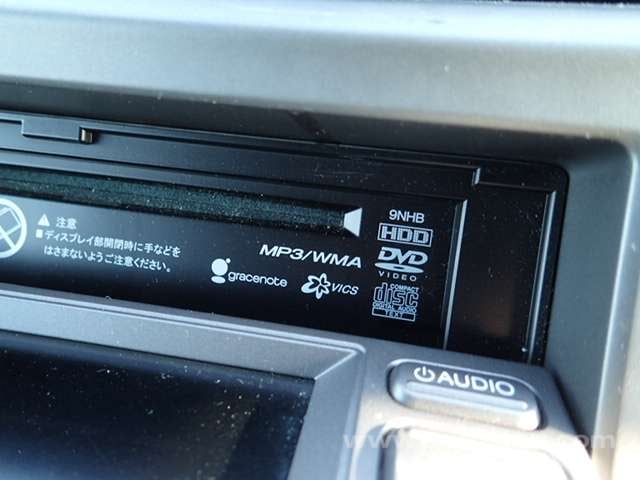 9NHB
HDD
▲ 注意
■ディスプレイ部開閉時に手などを
はさまないようご注意ください。
MP3/WMA
DVD
VIDEO
gracenote
VICS
COMPACT
disc
DIGITAL AUDIO
TEXT
AUDIO